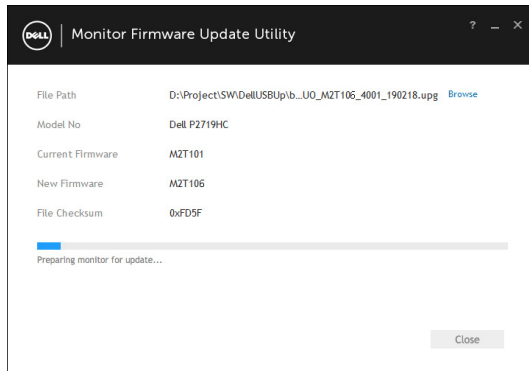 DELL Monitor Firmware Update Utility ? _ X
File Path D:\Project\SW\DellUSBUp\b...UO_M2T106_4001_190218.upg Browse
Model No Dell P2719HC
Current Firmware M2T101
New Firmware M2T106
File Checksum 0xFD5F
Preparing monitor for update...
Close